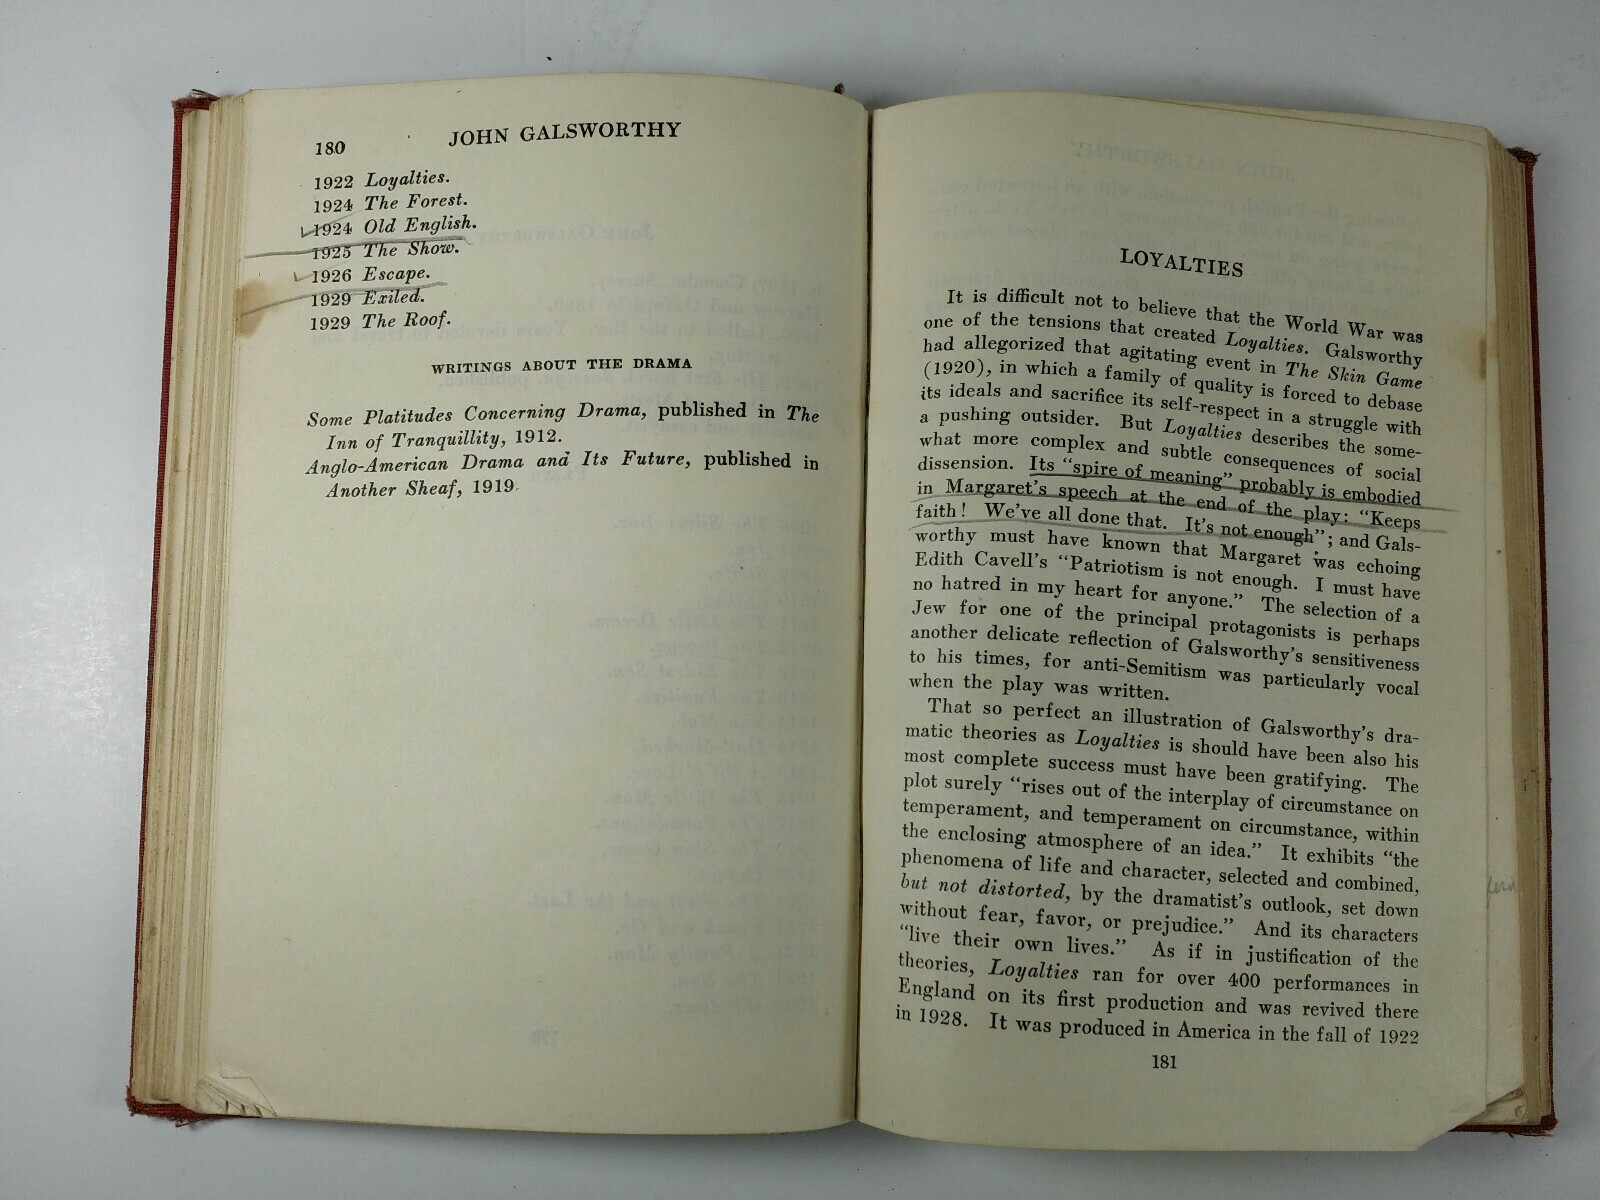 180 JOHN GALSWORTHY
1922 Loyalties.
1924 The Forest.
1924 Old English.
1925 The Show.
1926 Escape.
1929 Exiled.
1929 The Roof.
WRITINGS ABOUT THE DRAMA
Some Platitudes Concerning Drama, published in The
Inn of Tranquillity, 1912.
Anglo-American Drama and Its Future, published in
Another Sheaf, 1919.
LOYALTIES
It is difficult not to believe that the World War was
one of the tensions that created Loyalties. Galsworthy
had allegorized that agitating event in The Skin Game
(1920), in which a family of quality is forced to debase
its ideals and sacrifice its self-respect in a struggle with
a pushing outsider. But Loyalties describes the some-
what more complex and subtle consequences of social
dissension. Its "spire of meaning" probably is embodied
in Margaret's speech at the end of the play: "Keeps
faith! We've all done that. It's not enough"; and Gals-
worthy must have known that Margaret was echoing
Edith Cavell's "Patriotism is not enough. I must have
no hatred in my heart for anyone." The selection of a
Jew for one of the principal protagonists is perhaps
another delicate reflection of Galsworthy's sensitiveness
to his times, for anti-Semitism was particularly vocal
when the play was written.
That so perfect an illustration of Galsworthy's dra-
matic theories as Loyalties is should have been also his
most complete success must have been gratifying. The
plot surely "rises out of the interplay of circumstance on
temperament, and temperament on circumstance, within
the enclosing atmosphere of an idea." It exhibits "the
phenomena of life and character, selected and combined,
but not distorted, by the dramatist's outlook, set down
without fear, favor, or prejudice." And its characters
"live their own lives." As if in justification of the
theories, Loyalties ran for over 400 performances in
England on its first production and was revived there
in 1928. It was produced in America in the fall of 1922
181